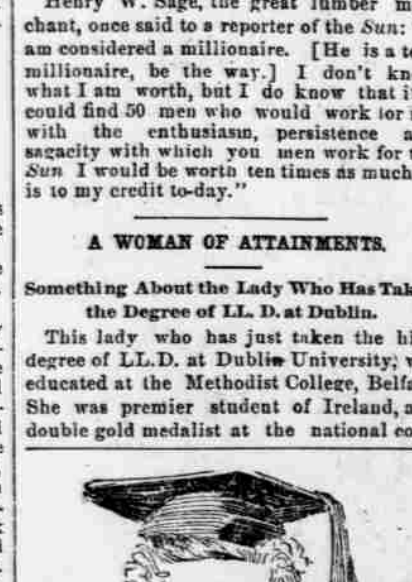 Henry W. Sage, the great lumber m
chant, once said to a reporter of the Sun:
am considered a millionaire. [He is a te
millionaire, be the way.] I don't kn
what I am worth, but I do know that i
could find 50 men who would work for
with the enthusiasm, persistence a
sagacity with which you men work for
Sun I would be worth ten times as much
is to my credit to-day."
A WOMAN OF ATTAINMENTS.
Something About the Lady Who Has Tak
the Degree of LL. D. at Dublin.
This lady who has just taken the hi
degree of LL.D. at Dublin University,
educated at the Methodist College, Belfa
She was premier student of Ireland, a
double gold medalist at the national co